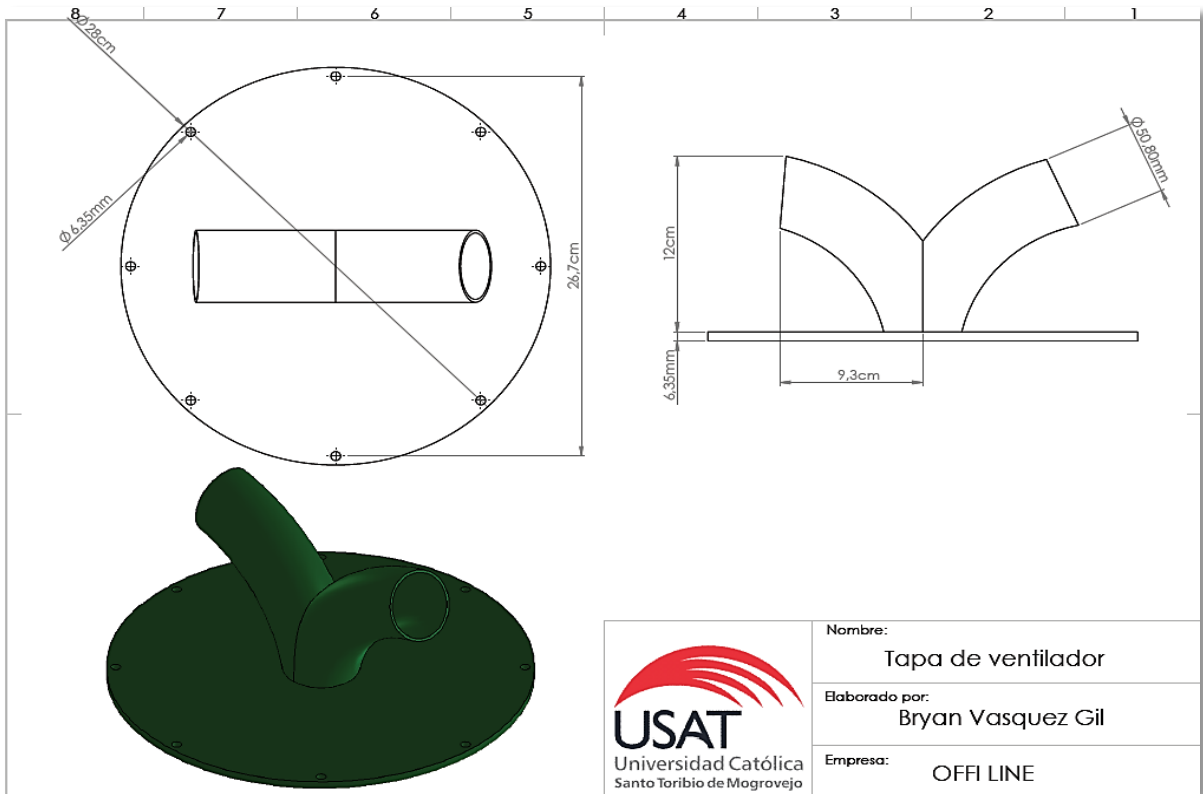 8 7 6 5 4 3 2 1
Ø28cm
Ø6,35mm
26,7cm
12cm
6,35mm
9,3cm
Ø50,80mm
USAT
Universidad Católica
Santo Toribio de Mogrovejo
Nombre:
Tapa de ventilador
Elaborado por:
Bryan Vasquez Gil
Empresa:
OFFI LINE